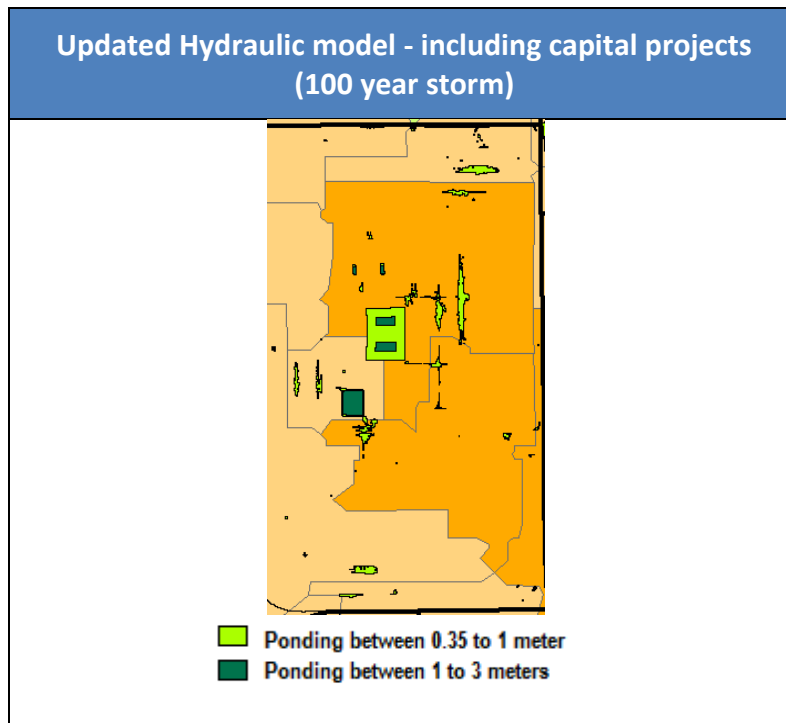 Updated Hydraulic model - including capital projects
(100 year storm)
Ponding between 0.35 to 1 meter
Ponding between 1 to 3 meters